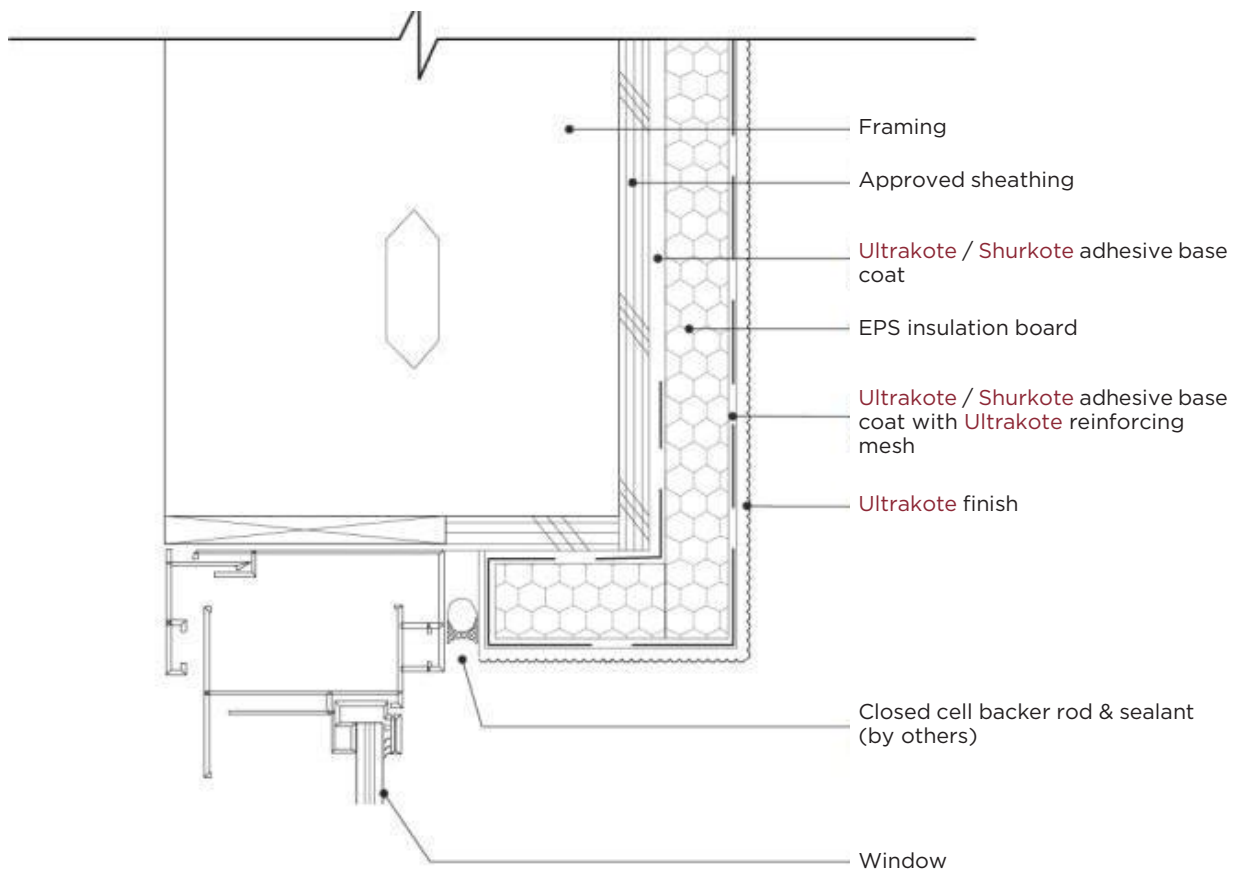 Framing
Approved sheathing
Ultrakote / Shurkote adhesive base
coat
EPS insulation board
Ultrakote / Shurkote adhesive base
coat with Ultrakote reinforcing
mesh
Ultrakote finish
Closed cell backer rod & sealant
(by others)
Window